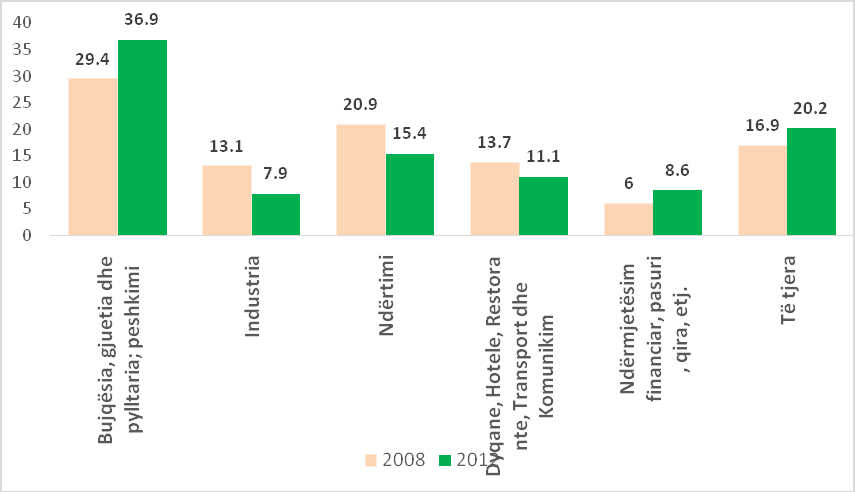 40
35
30
25
20
15
10
5
0
29.4
36.9
13.1
7.9
20.9
15.4
13.7
11.1
6
8.6
16.9
20.2
Bujqësia, gjuetia dhe
pylltaria; peshkimi
Industria
Ndërtimi
Dyqane, Hotele, Restora
nte, Transport dhe
Komunikim
Ndërmjetësim
financiar, pasuri
, qira, etj.
Të tjera
2008